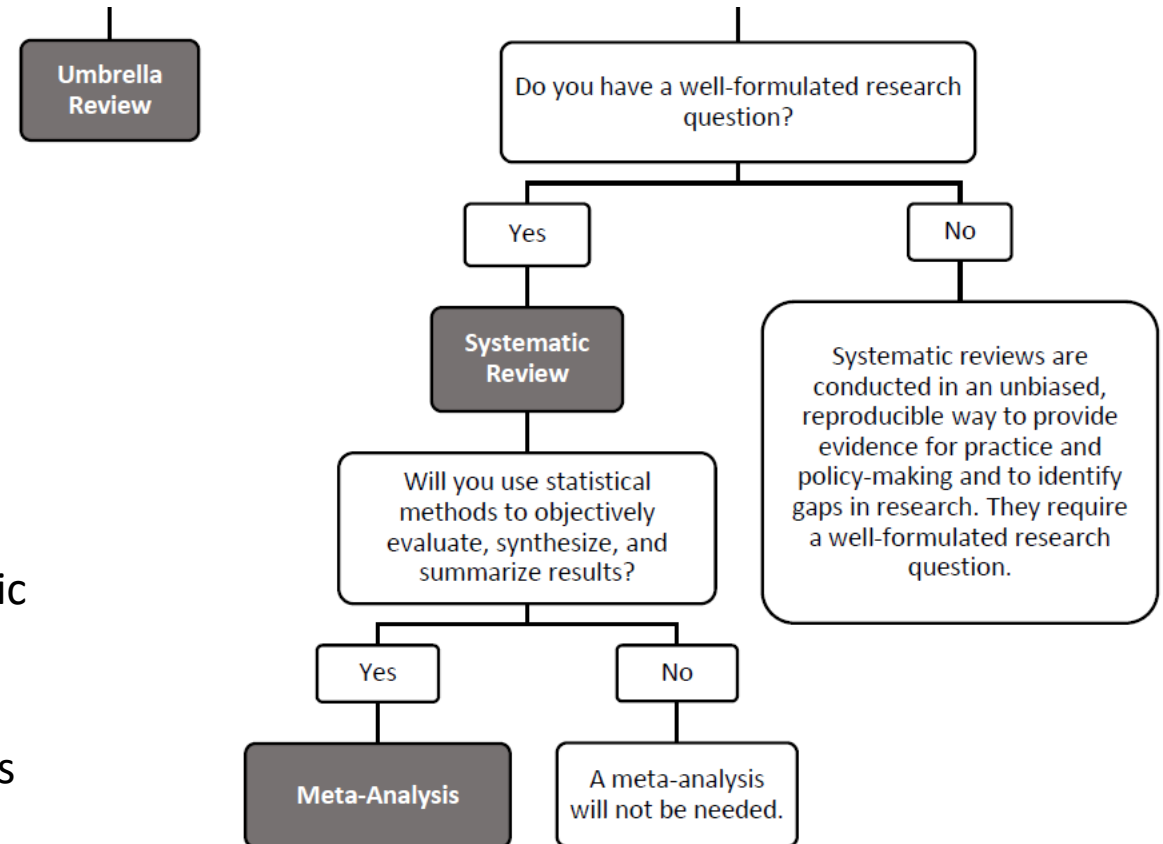 Umbrella
Review
Do you have a well-formulated research
question?
Yes
No
Systematic
Review
Systematic reviews are
conducted in an unbiased,
reproducible way to provide
evidence for practice and
policy-making and to identify
gaps in research. They require
a well-formulated research
question.
Will you use statistical
methods to objectively
evaluate, synthesize, and
summarize results?
ic
Yes
No
s
Meta-Analysis
A meta-analysis
will not be needed.